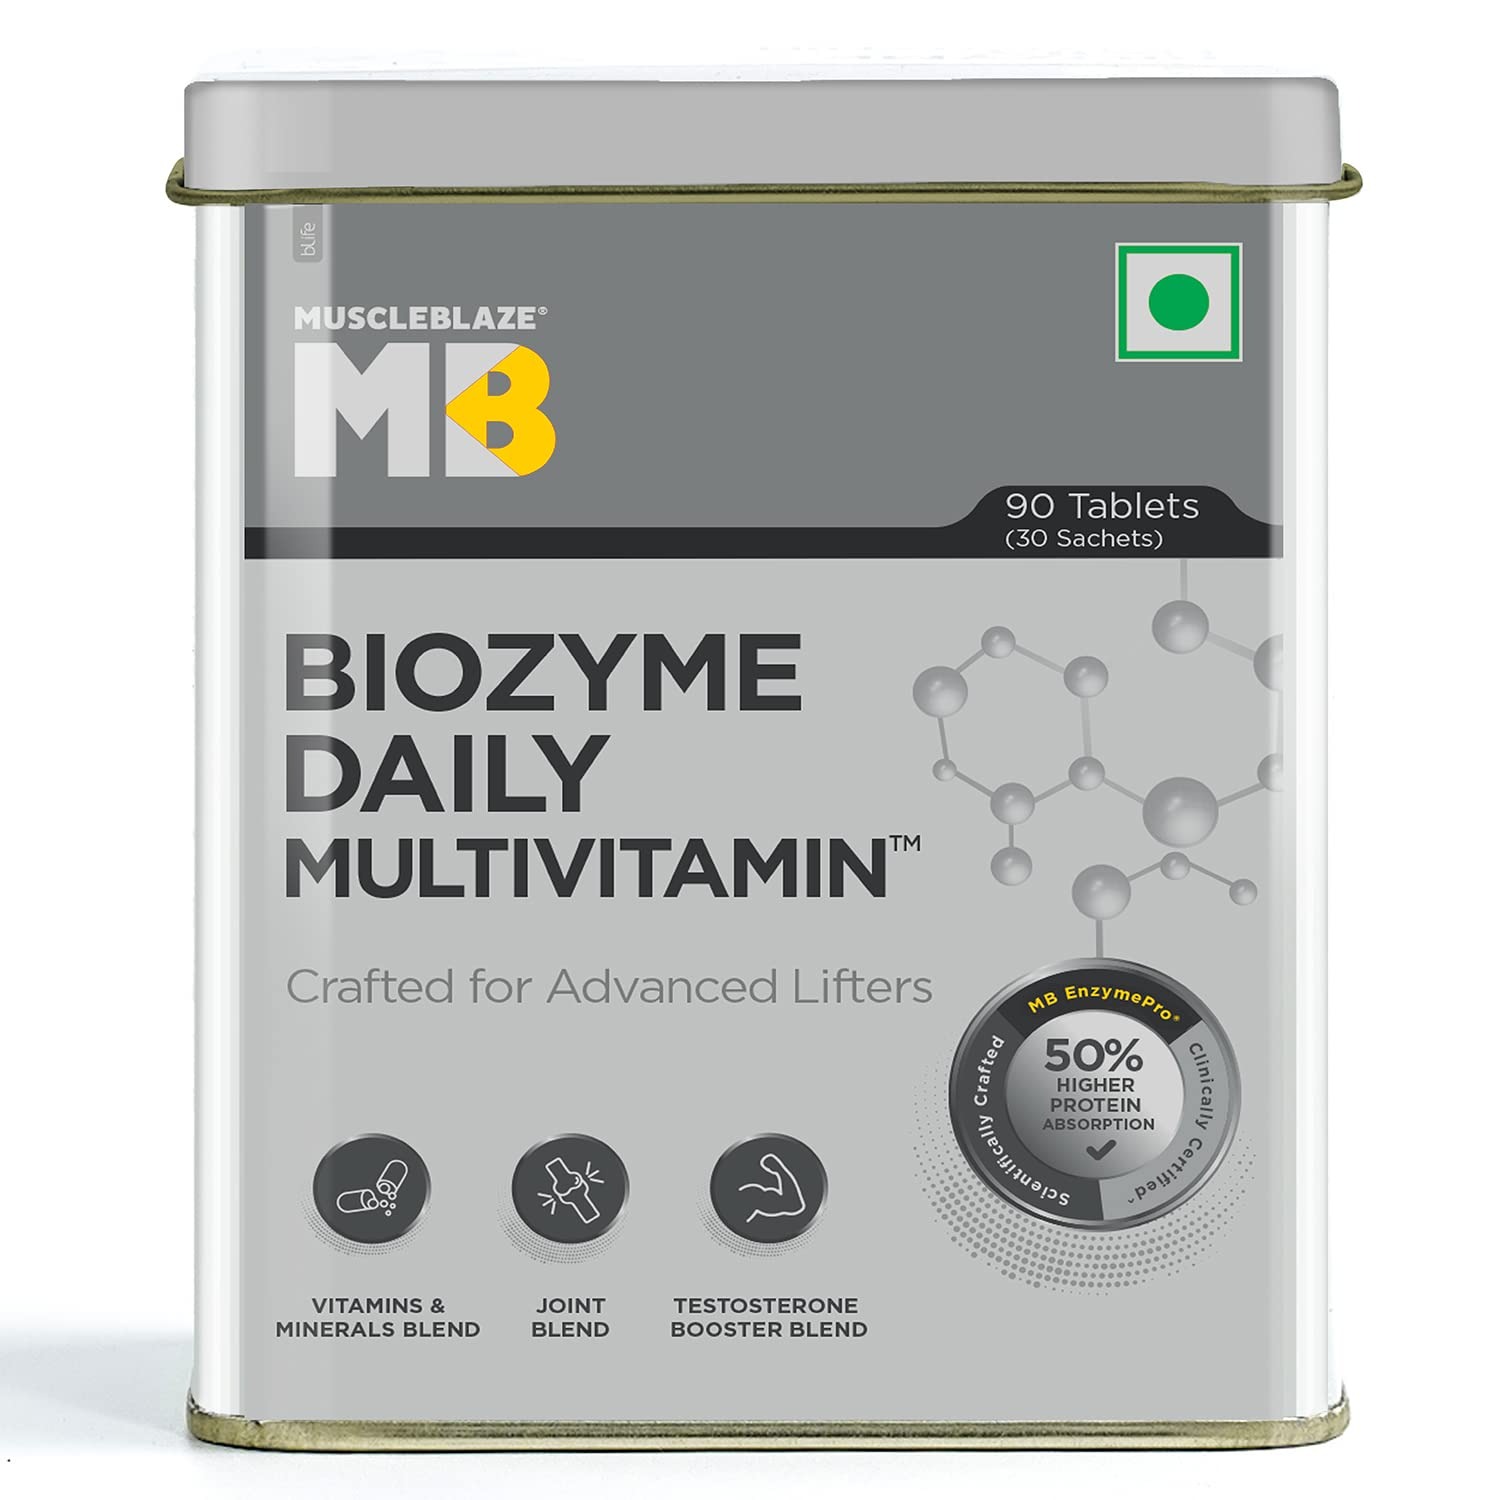 bLife
MUSCLEBLAZE®
MB
90 Tablets
(30 Sachets)
BIOZYME
DAILY
MULTIVITAMIN™
Crafted for Advanced Lifters
MB EnzymePro®
Scientifically Crafted
Clinically Certified^
50%
HIGHER
PROTEIN
ABSORPTION
VITAMINS &
MINERALS BLEND
JOINT
BLEND
TESTOSTERONE
BOOSTER BLEND